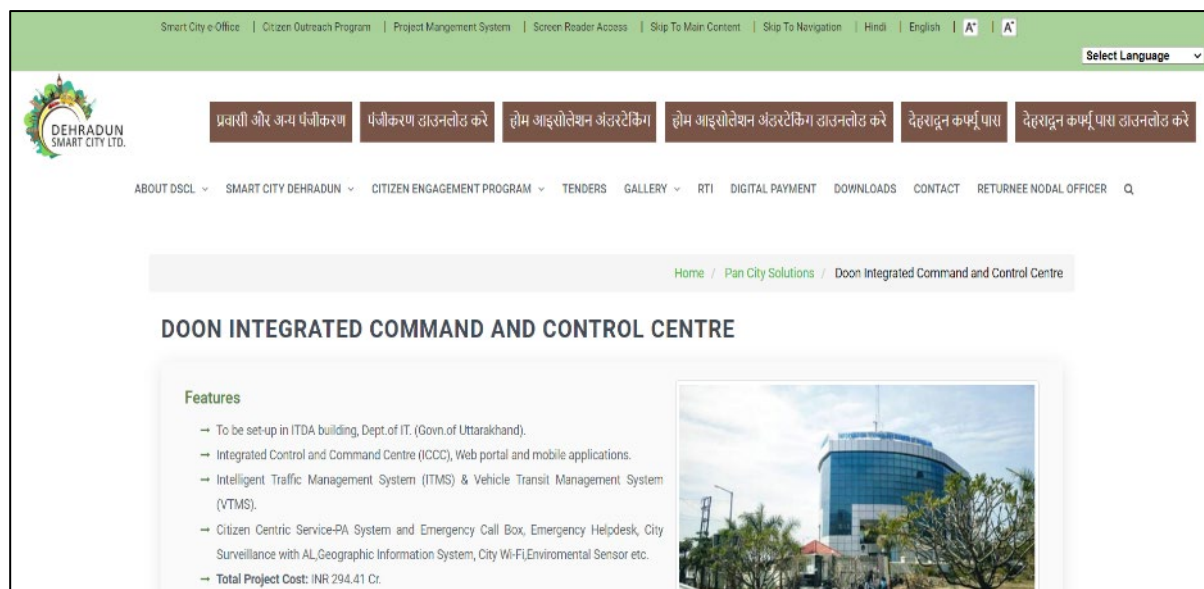 Smart City e-Office | Citizen Outreach Program | Project Mangement System | Screen Reader Access | Skip To Main Content | Skip To Navigation | Hindi | English | A+ | A-
Select Language
DEHRADUN
SMART CITY LTD.
प्रवासी और अन्य पंजीकरण पंजीकरण डाउनलोड करे होम आइसोलेशन अंडरटेकिंग होम आइसोलेशन अंडरटेकिंग डाउनलोड करे देहरादून कर्फ्यू पास देहरादून कर्फ्यू पास डाउनलोड करे
ABOUT DSCL SMART CITY DEHRADUN CITIZEN ENGAGEMENT PROGRAM TENDERS GALLERY RTI DIGITAL PAYMENT DOWNLOADS CONTACT RETURNEE NODAL OFFICER
Home / Pan City Solutions / Doon Integrated Command and Control Centre
DOON INTEGRATED COMMAND AND CONTROL CENTRE
Features
→ To be set-up in ITDA building, Dept.of IT. (Govn.of Uttarakhand).
→ Integrated Control and Command Centre (ICCC), Web portal and mobile applications.
→ Intelligent Traffic Management System (ITMS) & Vehicle Transit Management System
(VTMS).
→ Citizen Centric Service-PA System and Emergency Call Box, Emergency Helpdesk, City
Surveillance with AL,Geographic Information System, City Wi-Fi,Enviromental Sensor etc.
→ Total Project Cost: INR 294.41 Cr.